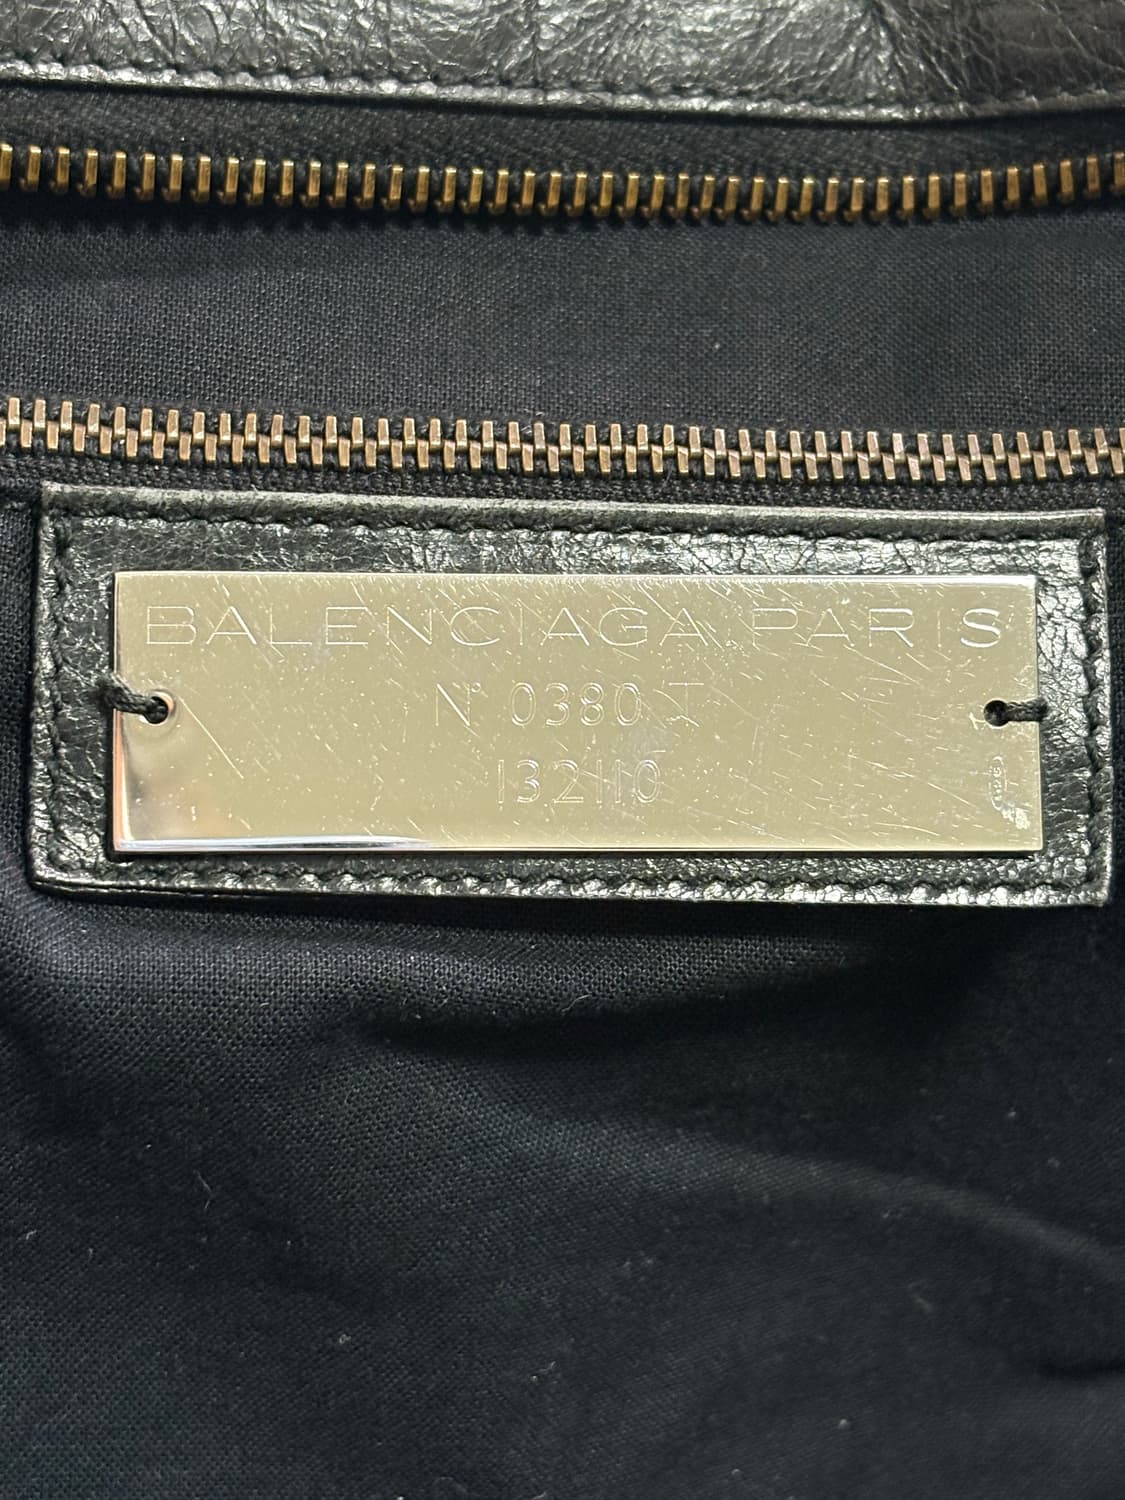 BALENCIAGA PARIS
N° 0380 T
132110